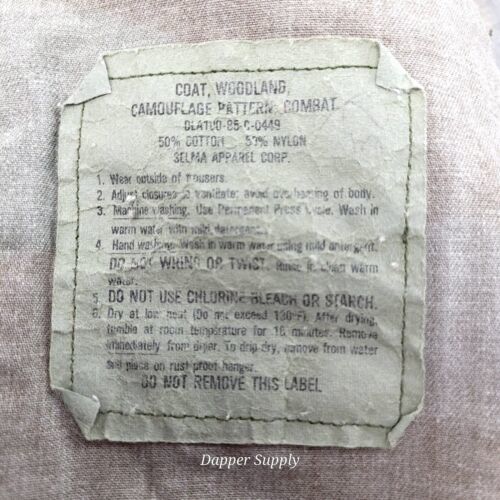 COAT, WOODLAND,
CAMOUFLAGE PATTERN: COMBAT
DLA100-85-C-0449
50% COTTON 50% NYLON
SELMA APPAREL CORP.
1. Wear outside of trousers.
2. Adjust closures to ventilate; avoid overheating of body.
3. Machine washing. Use Permanent Press Cycle. Wash in
warm water with mild detergent.
4. Hand washing. Wash in warm water using mild detergent.
DO NOT WRING OR TWIST. Rinse in clean warm
water.
5. DO NOT USE CHLORINE BLEACH OR STARCH.
6. Dry at low heat (Do not exceed 130°F). After drying,
tumble at room temperature for 10 minutes. Remove
immediately from dryer. To drip dry, remove from water
and place on rust proof hanger.
DO NOT REMOVE THIS LABEL
Dapper Supply